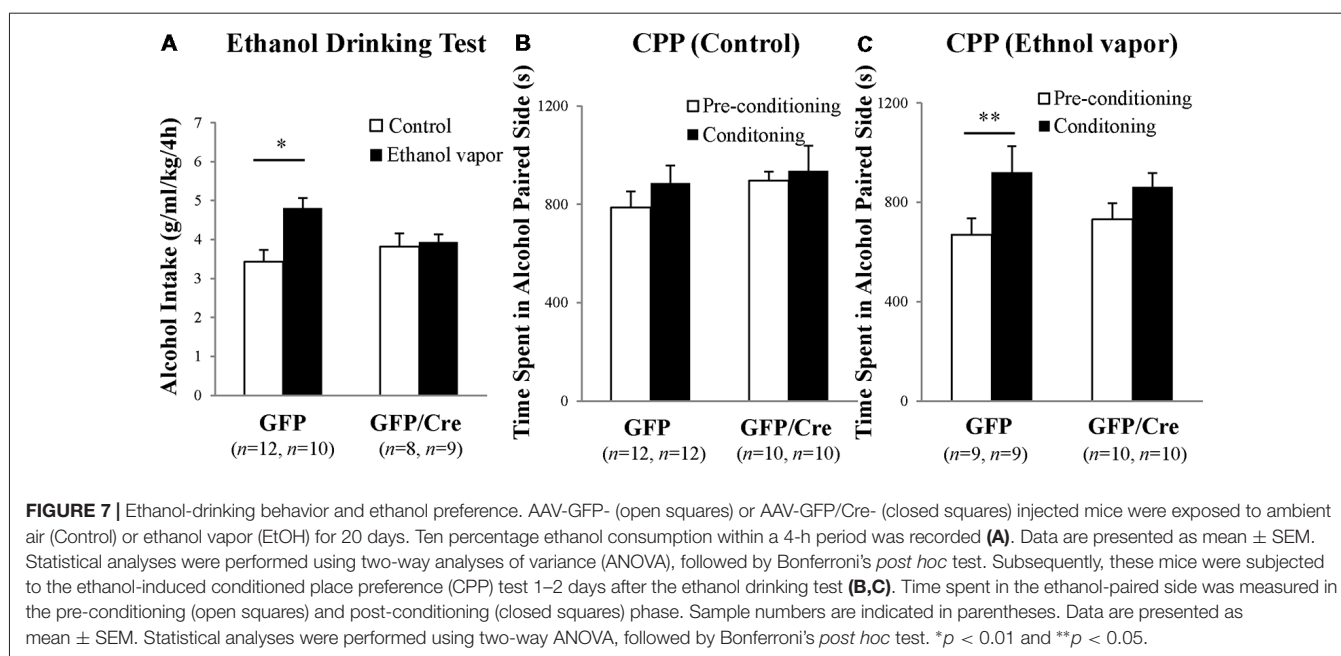 A Ethanol Drinking Test
Alcohol Intake (g/ml/kg/4h)
7
6
5
4
3
2
1
0
Control
Ethanol vapor
*
GFP
(n=12, n=10)
GFP/Cre
(n=8, n=9)
B CPP (Control)
Time Spent in Alcohol Paired Side (s)
1200
800
400
0
Pre-conditioning
Conditoning
GFP
(n=12, n=12)
GFP/Cre
(n=10, n=10)
C CPP (Ethnol vapor)
Time Spent in Alcohol Paired Side (s)
1200
800
400
0
Pre-conditioning
Conditoning
**
GFP
(n=9, n=9)
GFP/Cre
(n=10, n=10)
FIGURE 7 | Ethanol-drinking behavior and ethanol preference. AAV-GFP- (open squares) or AAV-GFP/Cre- (closed squares) injected mice were exposed to ambient
air (Control) or ethanol vapor (EtOH) for 20 days. Ten percentage ethanol consumption within a 4-h period was recorded (A). Data are presented as mean ± SEM.
Statistical analyses were performed using two-way analyses of variance (ANOVA), followed by Bonferroni's post hoc test. Subsequently, these mice were subjected
to the ethanol-induced conditioned place preference (CPP) test 1–2 days after the ethanol drinking test (B,C). Time spent in the ethanol-paired side was measured in
the pre-conditioning (open squares) and post-conditioning (closed squares) phase. Sample numbers are indicated in parentheses. Data are presented as
mean ± SEM. Statistical analyses were performed using two-way ANOVA, followed by Bonferroni's post hoc test. *p < 0.01 and **p < 0.05.